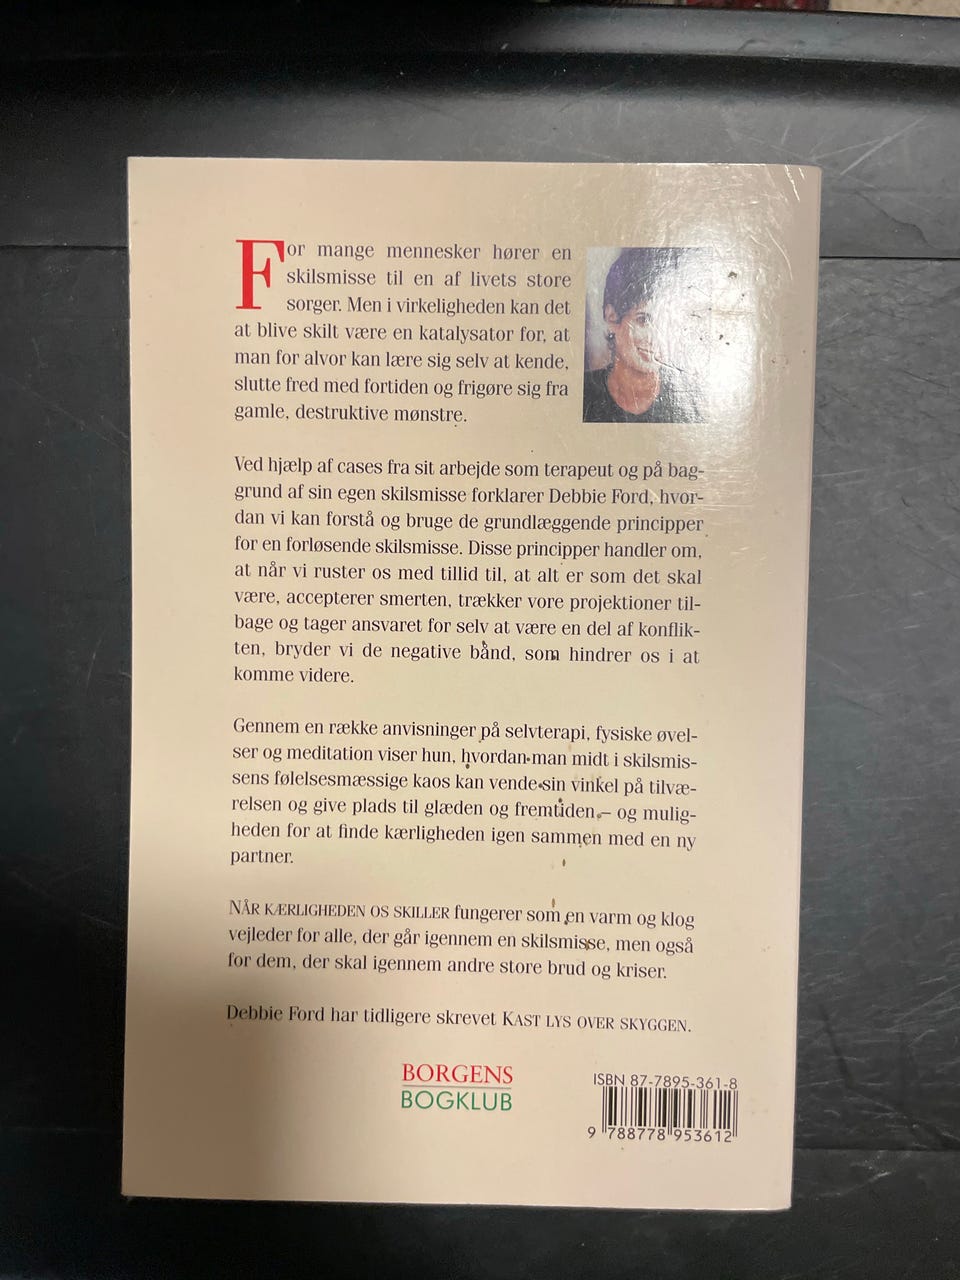 For mange mennesker hører en
skilsmisse til en af livets store
sorger. Men i virkeligheden kan det
at blive skilt være en katalysator for, at
man for alvor kan lære sig selv at kende,
slutte fred med fortiden og frigøre sig fra
gamle, destruktive mønstre.
Ved hjælp af cases fra sit arbejde som terapeut og på bag-
grund af sin egen skilsmisse forklarer Debbie Ford, hvor-
dan vi kan forstå og bruge de grundlæggende principper
for en forløsende skilsmisse. Disse principper handler om,
at når vi ruster os med tillid til, at alt er som det skal
være, accepterer smerten, trækker vore projektioner til-
bage og tager ansvaret for selv at være en del af konflik-
ten, bryder vi de negative bånd, som hindrer os i at
komme videre.
Gennem en række anvisninger på selvterapi, fysiske øvel-
ser og meditation viser hun, hvordan man midt i skilsmis-
sens følelsesmæssige kaos kan vende sin vinkel på tilvæ-
relsen og give plads til glæden og fremtiden – og mulig-
heden for at finde kærligheden igen sammen med en ny
partner.
NÅR KÆRLIGHEDEN OS SKILLER fungerer som en varm og klog
vejleder for alle, der går igennem en skilsmisse, men også
for dem, der skal igennem andre store brud og kriser.
Debbie Ford har tidligere skrevet KAST LYS OVER SKYGGEN.
BORGENS
BOGKLUB
ISBN 87-7895-361-8
9 788778 953612